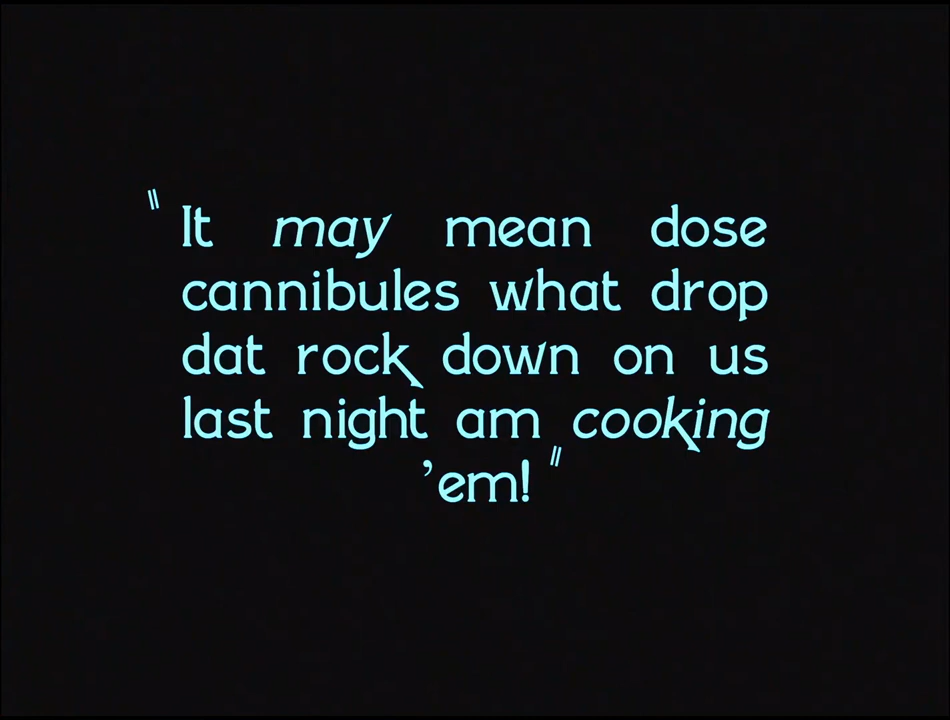 "It may mean dose
cannibules what drop
dat rock down on us
last night am cooking
'em!"